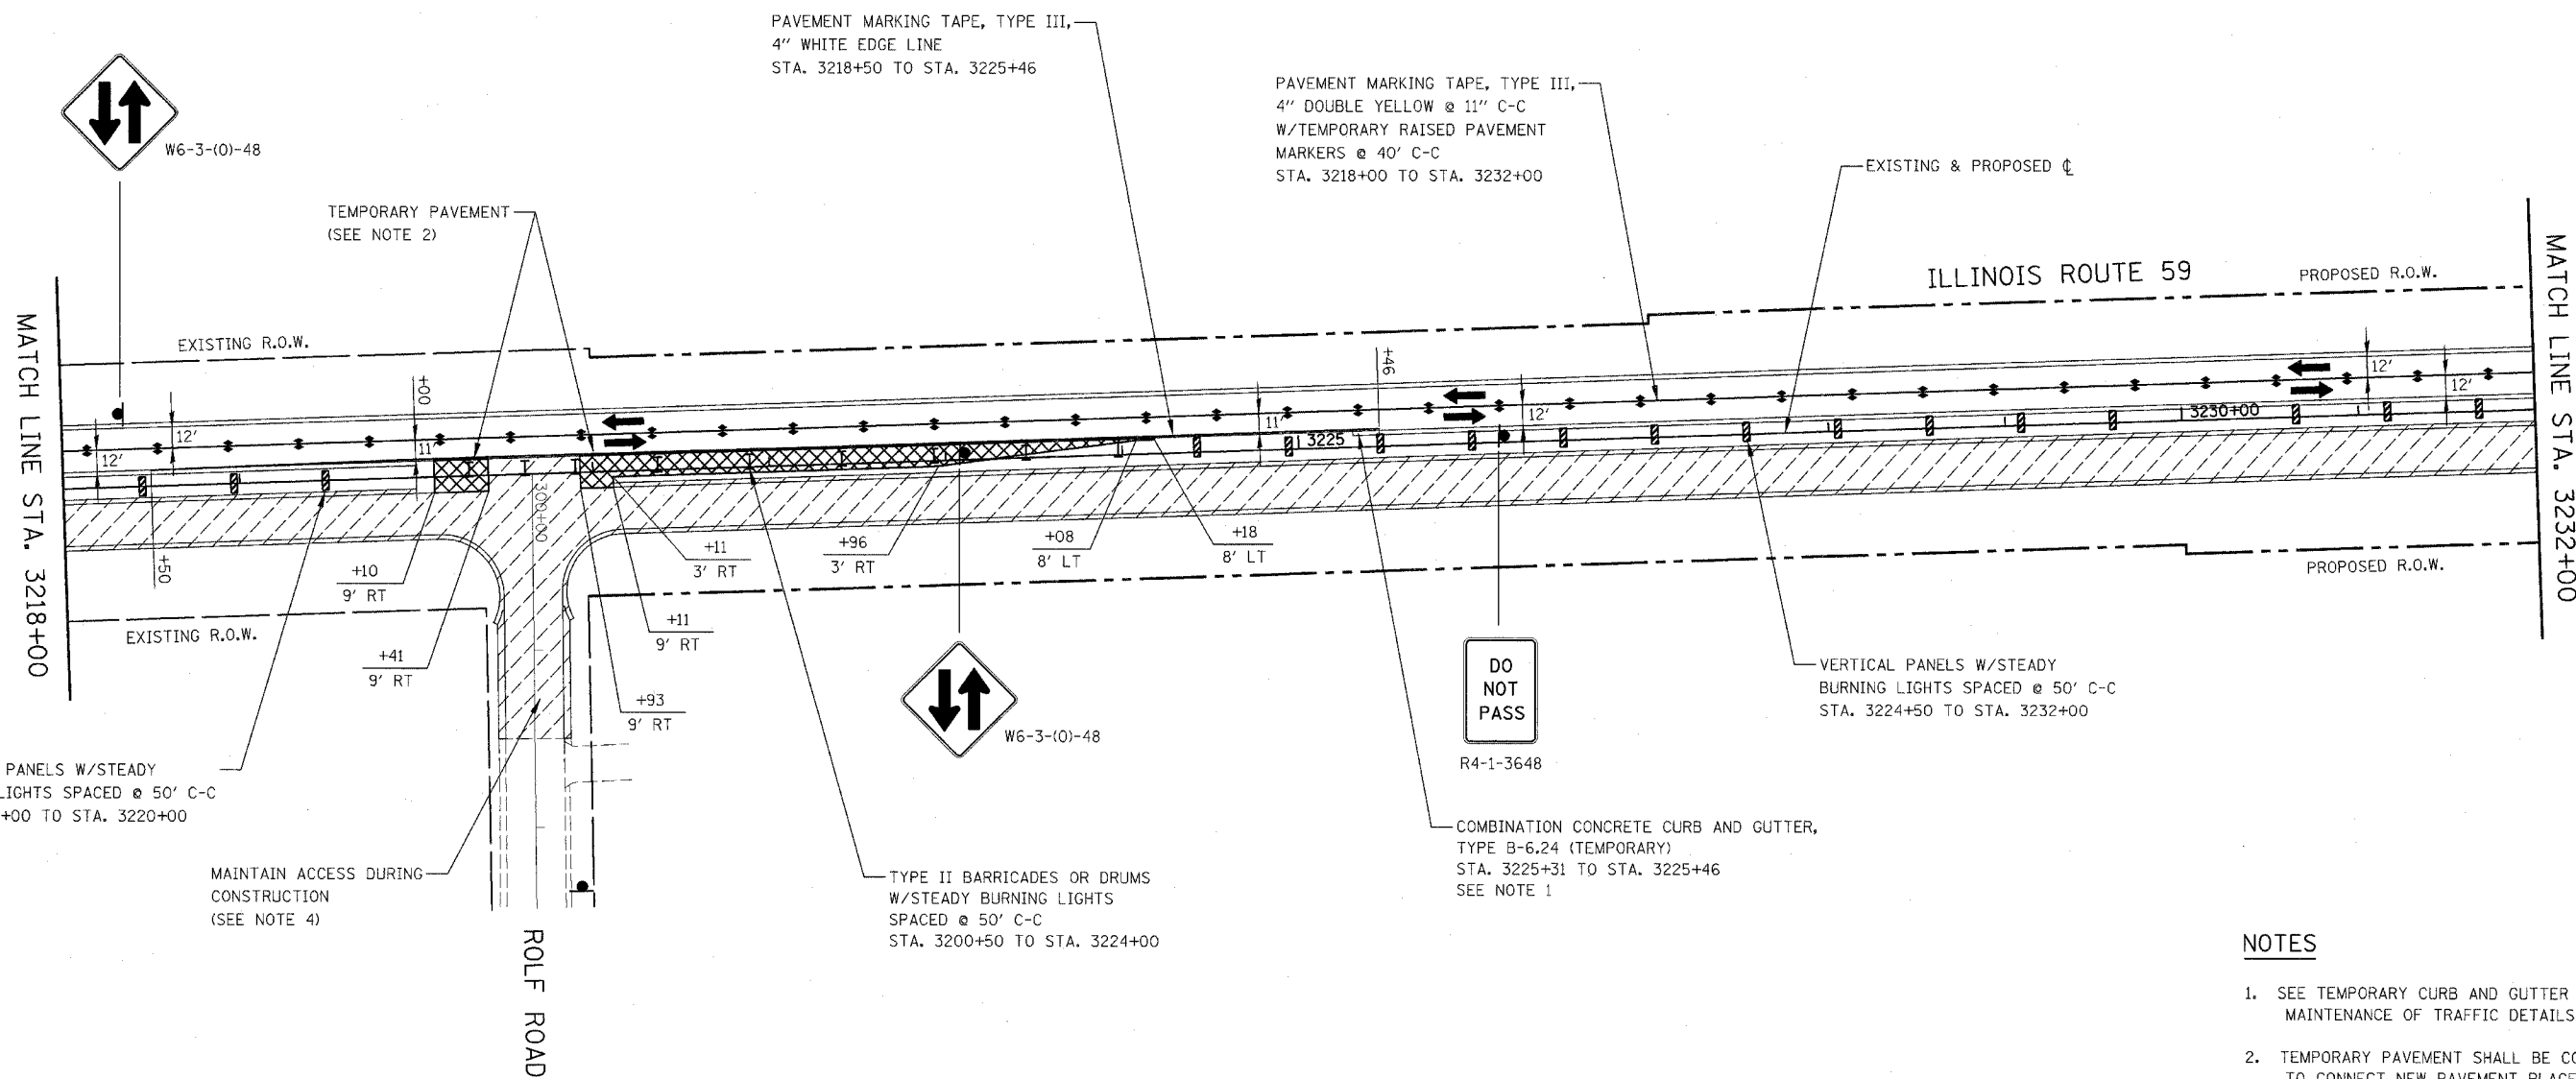 PAVEMENT MARKING TAPE, TYPE III,
4" WHITE EDGE LINE
STA. 3218+50 TO STA. 3225+46
PAVEMENT MARKING TAPE, TYPE III,
4" DOUBLE YELLOW @ 11" C-C
W/TEMPORARY RAISED PAVEMENT
MARKERS @ 40' C-C
STA. 3218+00 TO STA. 3232+00
W6-3-(O)-48
EXISTING & PROPOSED ℄
TEMPORARY PAVEMENT
(SEE NOTE 2)
ILLINOIS ROUTE 59
PROPOSED R.O.W.
MATCH LINE STA. 3218+00
MATCH LINE STA. 3232+00
EXISTING R.O.W.
+00
+46
12'
12'
11'
11'
12'
12'
12'
3225
3230+00
300+00
+50
+10
9' RT
+41
9' RT
+11
3' RT
+11
9' RT
+93
9' RT
+96
3' RT
+08
8' LT
+18
8' LT
EXISTING R.O.W.
PROPOSED R.O.W.
W6-3-(O)-48
DO
NOT
PASS
R4-1-3648
VERTICAL PANELS W/STEADY
BURNING LIGHTS SPACED @ 50' C-C
STA. 3224+50 TO STA. 3232+00
PANELS W/STEADY
LIGHTS SPACED @ 50' C-C
+00 TO STA. 3220+00
MAINTAIN ACCESS DURING
CONSTRUCTION
(SEE NOTE 4)
TYPE II BARRICADES OR DRUMS
W/STEADY BURNING LIGHTS
SPACED @ 50' C-C
STA. 3200+50 TO STA. 3224+00
COMBINATION CONCRETE CURB AND GUTTER,
TYPE B-6.24 (TEMPORARY)
STA. 3225+31 TO STA. 3225+46
SEE NOTE 1
ROLF ROAD
NOTES
1. SEE TEMPORARY CURB AND GUTTER
MAINTENANCE OF TRAFFIC DETAILS
2. TEMPORARY PAVEMENT SHALL BE CO
TO CONNECT NEW PAVEMENT PLACE